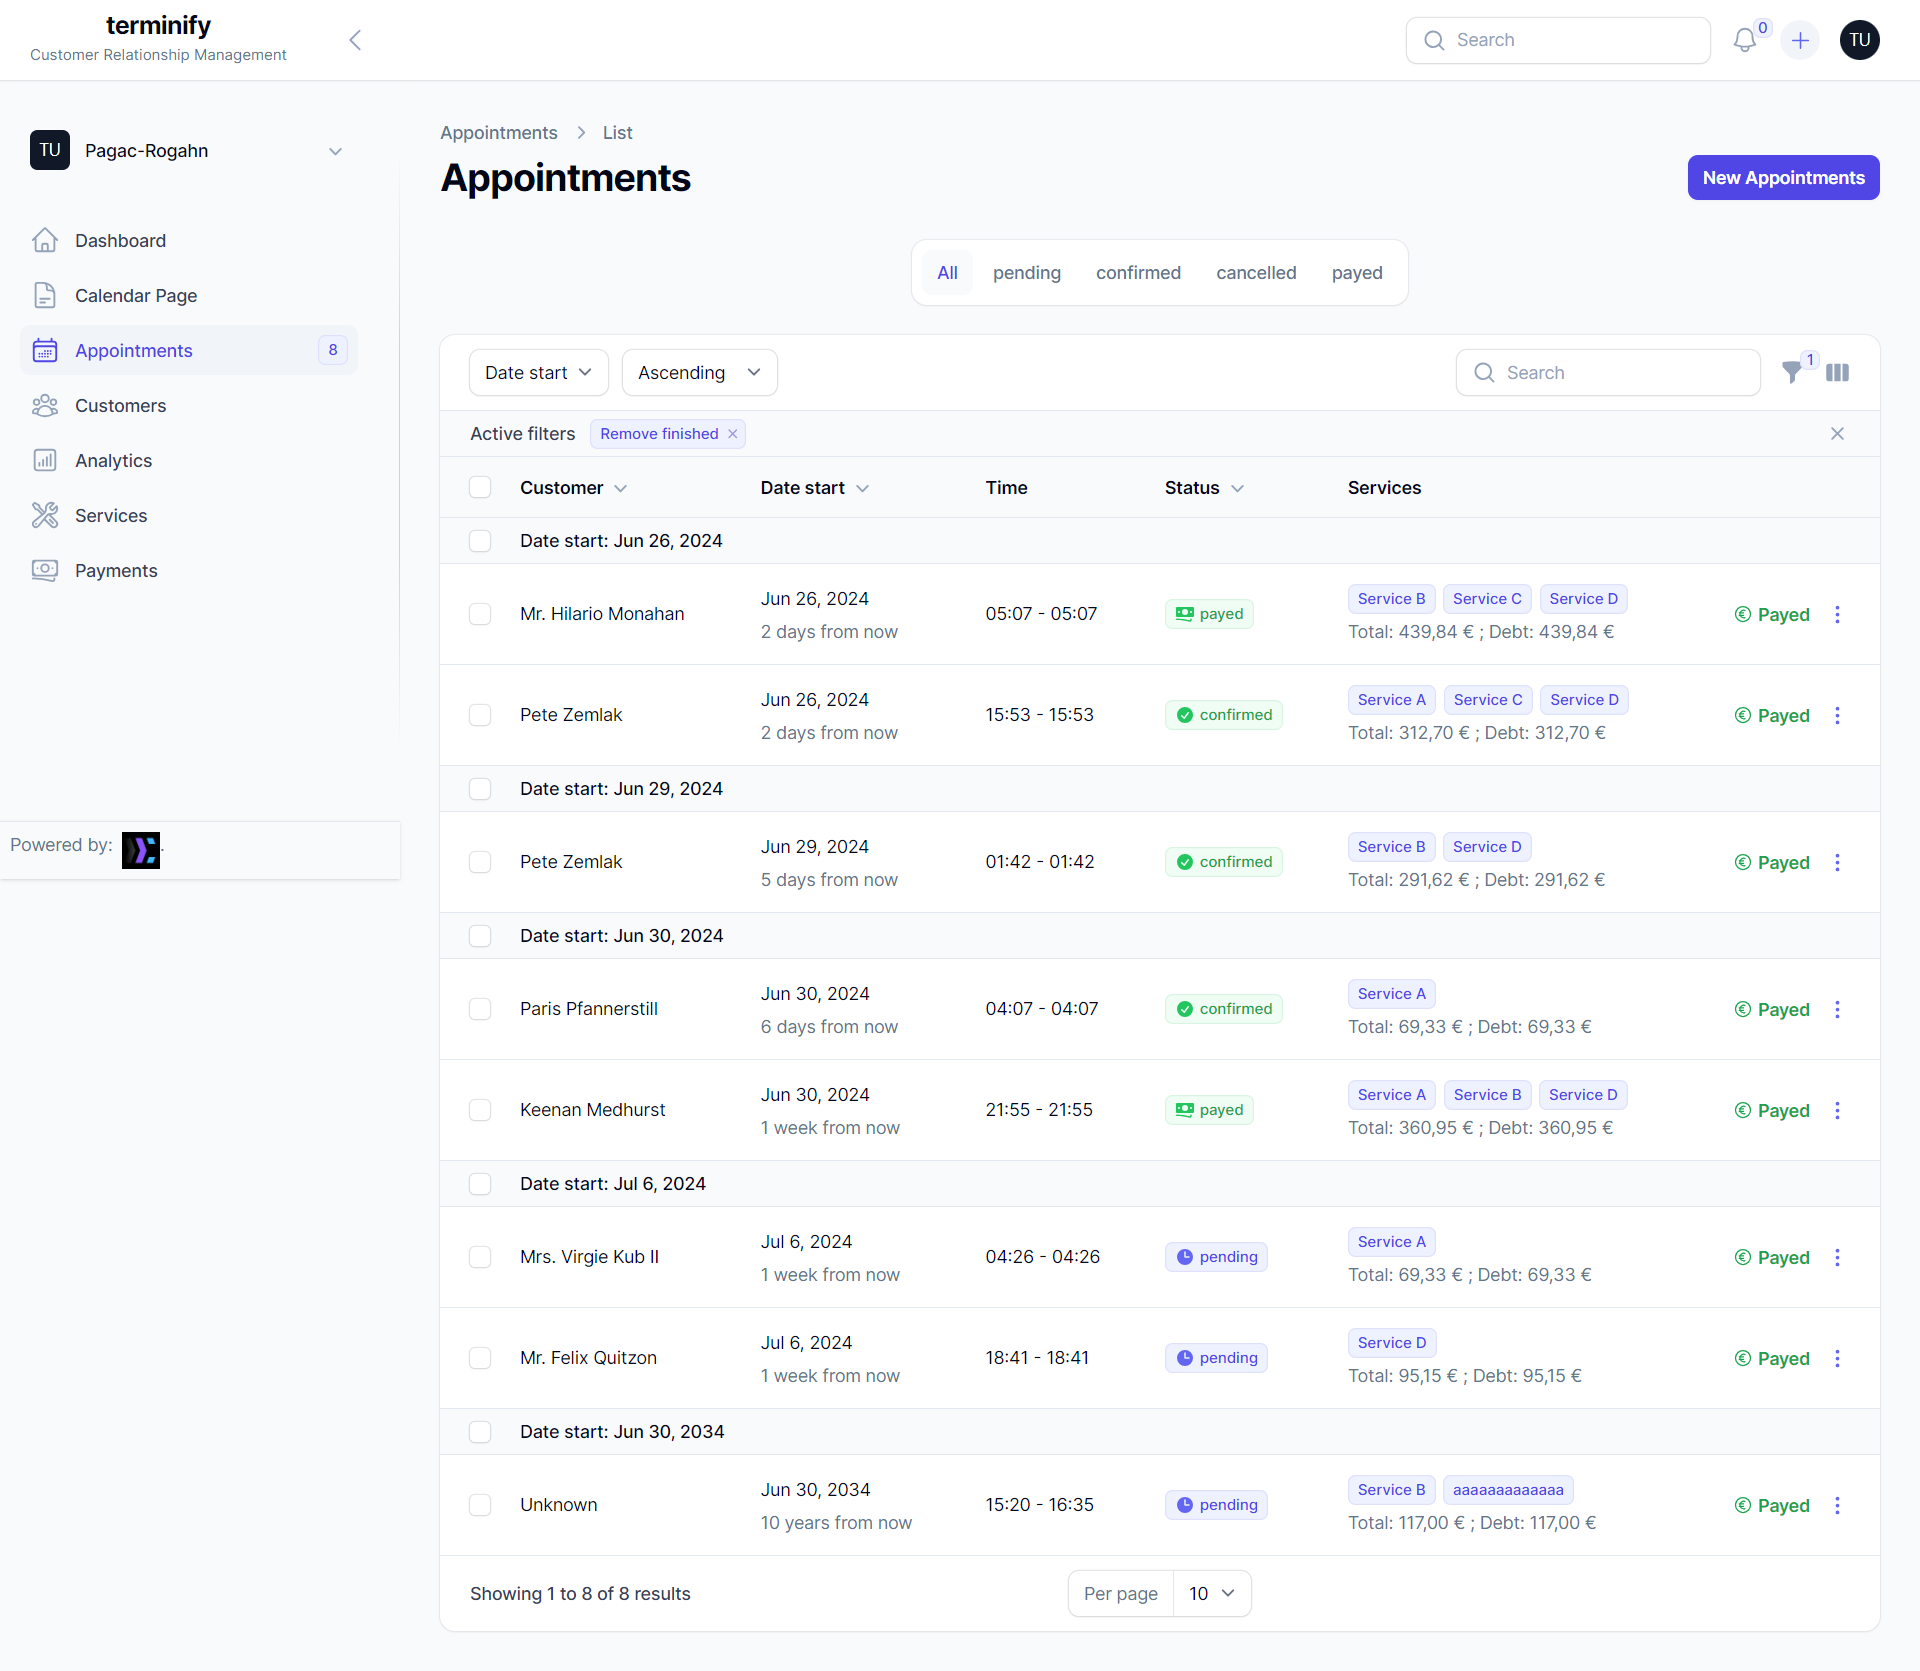 terminify
Customer Relationship Management
Search
0
TU
TU
Pagac-Rogahn
Dashboard
Calendar Page
Appointments
8
Customers
Analytics
Services
Payments
Powered by:
.
Appointments > List
Appointments
New Appointments
All pending confirmed cancelled payed
Date start Ascending Search 1
Active filters Remove finished
Customer Date start Time Status Services
Date start: Jun 26, 2024
Mr. Hilario Monahan
Jun 26, 2024
2 days from now
05:07 - 05:07
payed
Service B Service C Service D
Total: 439,84 € ; Debt: 439,84 €
Payed
Pete Zemlak
Jun 26, 2024
2 days from now
15:53 - 15:53
confirmed
Service A Service C Service D
Total: 312,70 € ; Debt: 312,70 €
Payed
Date start: Jun 29, 2024
Pete Zemlak
Jun 29, 2024
5 days from now
01:42 - 01:42
confirmed
Service B Service D
Total: 291,62 € ; Debt: 291,62 €
Payed
Date start: Jun 30, 2024
Paris Pfannerstill
Jun 30, 2024
6 days from now
04:07 - 04:07
confirmed
Service A
Total: 69,33 € ; Debt: 69,33 €
Payed
Keenan Medhurst
Jun 30, 2024
1 week from now
21:55 - 21:55
payed
Service A Service B Service D
Total: 360,95 € ; Debt: 360,95 €
Payed
Date start: Jul 6, 2024
Mrs. Virgie Kub II
Jul 6, 2024
1 week from now
04:26 - 04:26
pending
Service A
Total: 69,33 € ; Debt: 69,33 €
Payed
Mr. Felix Quitzon
Jul 6, 2024
1 week from now
18:41 - 18:41
pending
Service D
Total: 95,15 € ; Debt: 95,15 €
Payed
Date start: Jun 30, 2034
Unknown
Jun 30, 2034
10 years from now
15:20 - 16:35
pending
Service B aaaaaaaaaaaaa
Total: 117,00 € ; Debt: 117,00 €
Payed
Showing 1 to 8 of 8 results
Per page 10